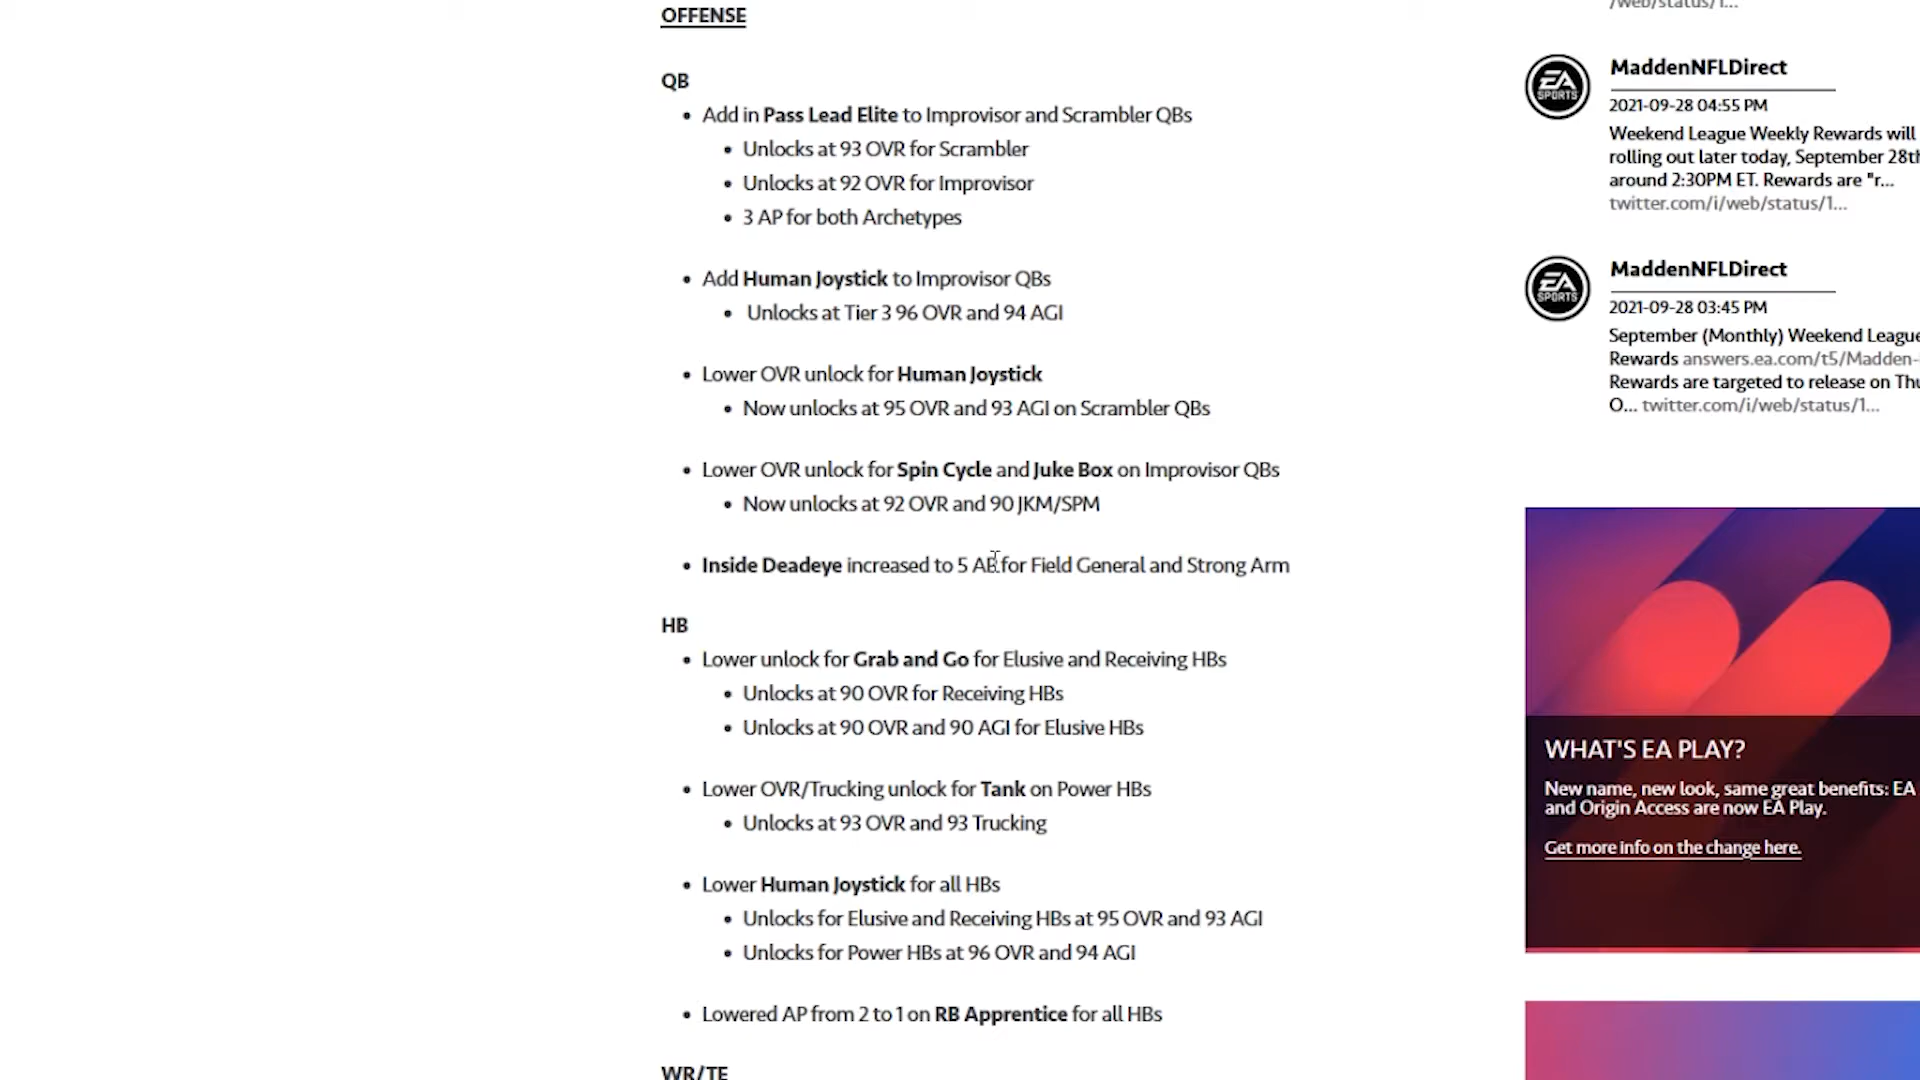 OFFENSE
QB
Add in Pass Lead Elite to Improvisor and Scrambler QBs
Unlocks at 93 OVR for Scrambler
Unlocks at 92 OVR for Improvisor
3 AP for both Archetypes
Add Human Joystick to Improvisor QBs
Unlocks at Tier 3 96 OVR and 94 AGI
Lower OVR unlock for Human Joystick
Now unlocks at 95 OVR and 93 AGI on Scrambler QBs
Lower OVR unlock for Spin Cycle and Juke Box on Improvisor QBs
Now unlocks at 92 OVR and 90 JKM/SPM
Inside Deadeye increased to 5 AP for Field General and Strong Arm
HB
Lower unlock for Grab and Go for Elusive and Receiving HBs
Unlocks at 90 OVR for Receiving HBs
Unlocks at 90 OVR and 90 AGI for Elusive HBs
Lower OVR/Trucking unlock for Tank on Power HBs
Unlocks at 93 OVR and 93 Trucking
Lower Human Joystick for all HBs
Unlocks for Elusive and Receiving HBs at 95 OVR and 93 AGI
Unlocks for Power HBs at 96 OVR and 94 AGI
Lowered AP from 2 to 1 on RB Apprentice for all HBs
WR/TE
/web/status/1...
EA SPORTS
MaddenNFLDirect
2021-09-28 04:55 PM
Weekend League Weekly Rewards will
rolling out later today, September 28th
around 2:30PM ET. Rewards are "r...
twitter.com/i/web/status/1...
EA SPORTS
MaddenNFLDirect
2021-09-28 03:45 PM
September (Monthly) Weekend League
Rewards answers.ea.com/t5/Madden-
Rewards are targeted to release on Thu
O... twitter.com/i/web/status/1...
WHAT'S EA PLAY?
New name, new look, same great benefits: EA
and Origin Access are now EA Play.
Get more info on the change here.